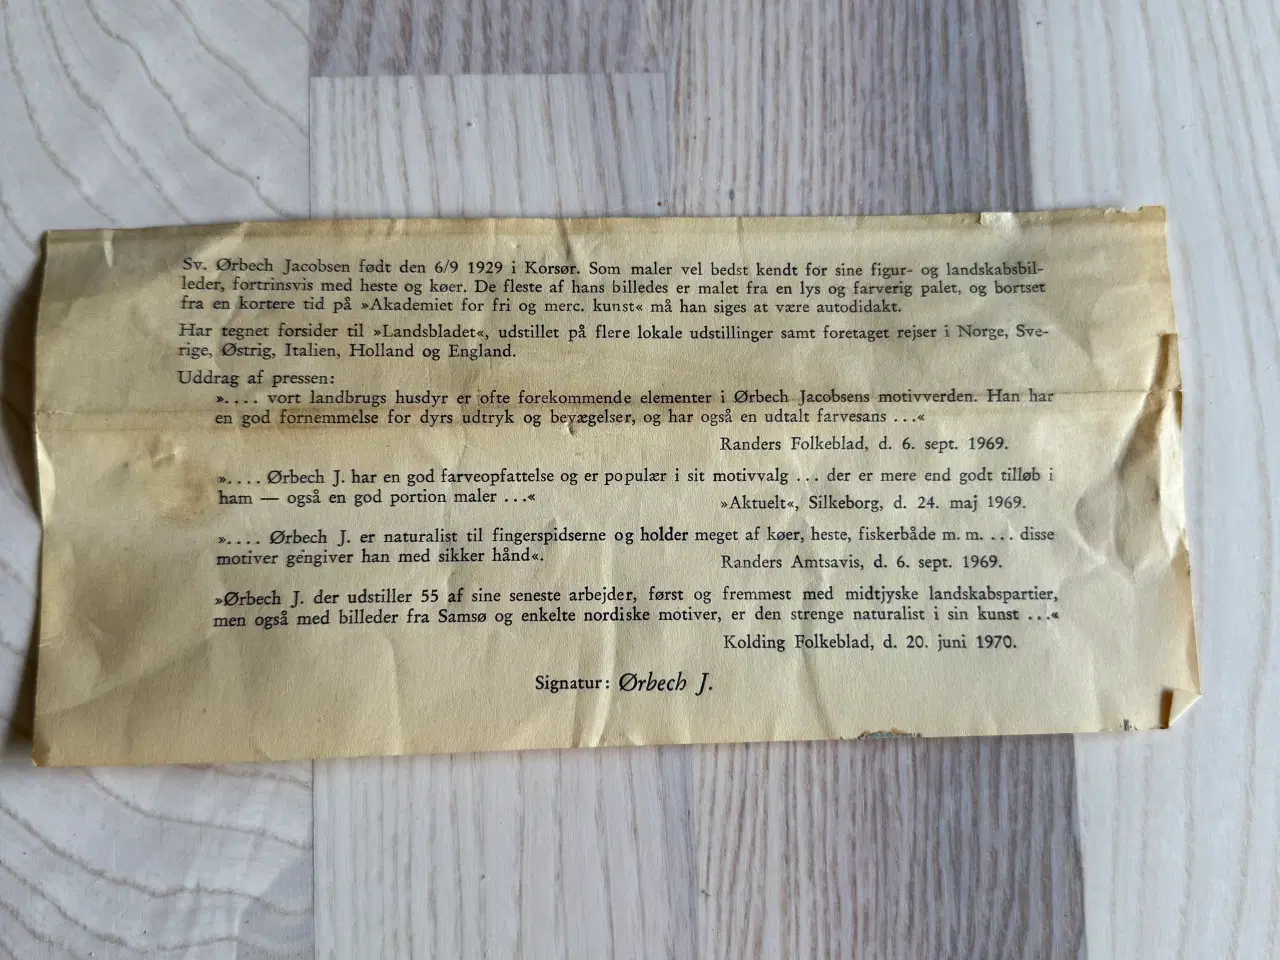 Sv. Ørbech Jacobsen født den 6/9 1929 i Korsør. Som maler vel bedst kendt for sine figur- og landskabsbil-
leder, fortrinsvis med heste og køer. De fleste af hans billedes er malet fra en lys og farverig palet, og bortset
fra en kortere tid på »Akademiet for fri og merc. kunst« må han siges at være autodidakt.
Har tegnet forsider til »Landsbladet«, udstillet på flere lokale udstillinger samt foretaget rejser i Norge, Sve-
rige, Østrig, Italien, Holland og England.
Uddrag af pressen:
».... vort landbrugs husdyr er ofte forekommende elementer i Ørbech Jacobsens motivverden. Han har
en god fornemmelse for dyrs udtryk og bevægelser, og har også en udtalt farvesans ...«
Randers Folkeblad, d. 6. sept. 1969.
».... Ørbech J. har en god farveopfattelse og er populær i sit motivvalg ... der er mere end godt tilløb i
ham — også en god portion maler ...«
»Aktuelt«, Silkeborg, d. 24. maj 1969.
».... Ørbech J. er naturalist til fingerspidserne og holder meget af køer, heste, fiskerbåde m. m. ... disse
motiver gengiver han med sikker hånd«.
Randers Amtsavis, d. 6. sept. 1969.
»Ørbech J. der udstiller 55 af sine seneste arbejder, først og fremmest med midtjyske landskabspartier,
men også med billeder fra Samsø og enkelte nordiske motiver, er den strenge naturalist i sin kunst ...«
Kolding Folkeblad, d. 20. juni 1970.
Signatur: Ørbech J.